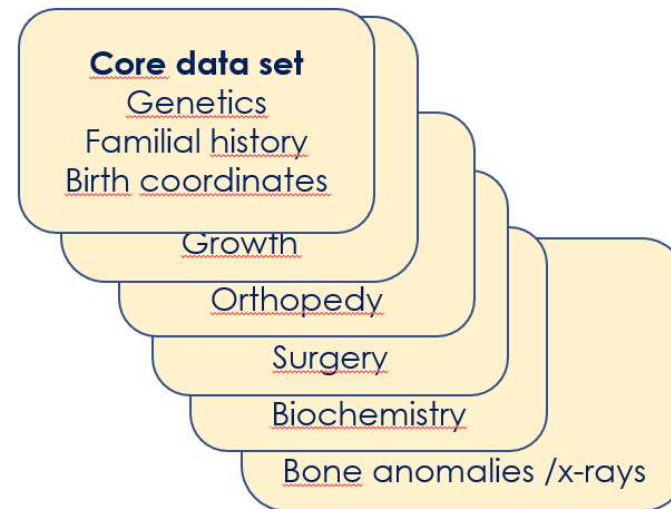 Core data set
Genetics
Familial history
Birth coordinates
Growth
Orthopedy
Surgery
Biochemistry
Bone anomalies /x-rays